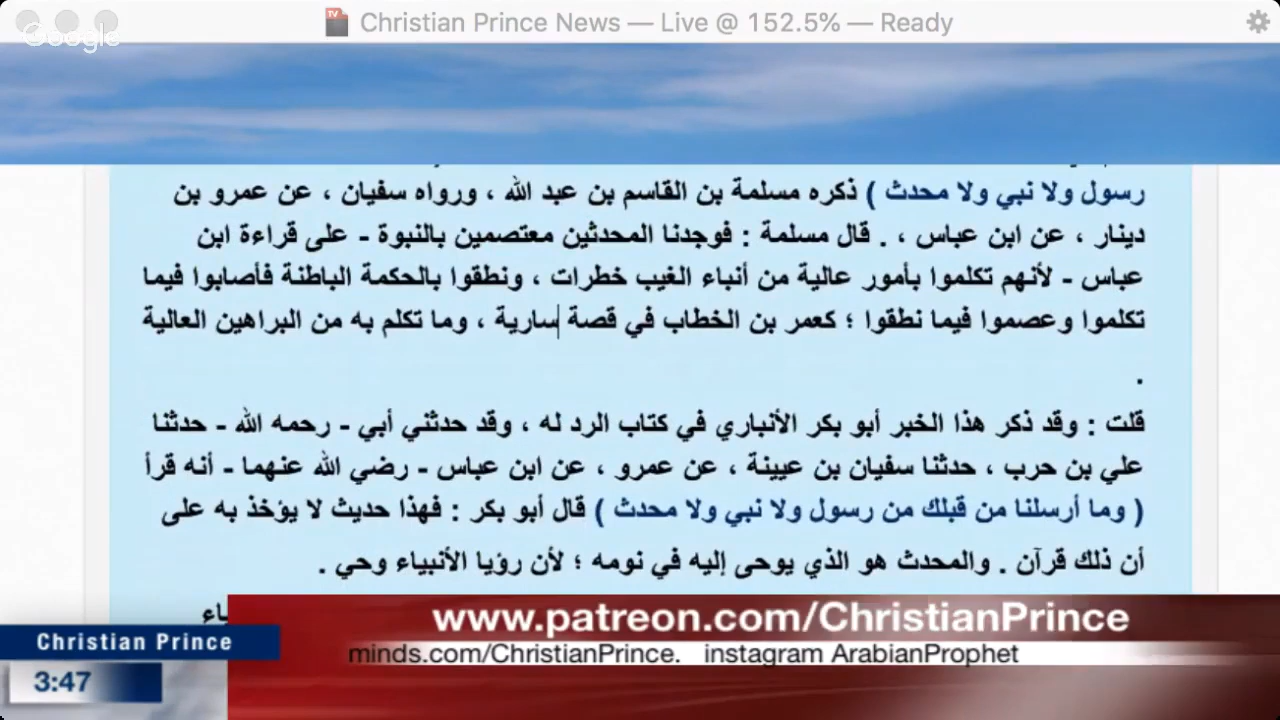 Christian Prince News — Live @ 152.5% — Ready
Google
رسول ولا نبي ولا محدث ) ذكره مسلمة بن القاسم بن عبد الله ، ورواه سفيان ، عن عمرو بن
دينار ، عن ابن عباس ، . قال مسلمة : فوجدنا المحدثين معتصمين بالنبوة - على قراءة ابن
عباس - لأنهم تكلموا بأمور عالية من أنباء الغيب خطرات ، ونطقوا بالحكمة الباطنة فأصابوا فيما
تكلموا وعصموا فيما نطقوا ؛ كعمر بن الخطاب في قصة سارية ، وما تكلم به من البراهين العالية
.
قلت : وقد ذكر هذا الخبر أبو بكر الأنباري في كتاب الرد له ، وقد حدثني أبي - رحمه الله - حدثنا
علي بن حرب ، حدثنا سفيان بن عيينة ، عن عمرو ، عن ابن عباس - رضي الله عنهما - أنه قرأ
( وما أرسلنا من قبلك من رسول ولا نبي ولا محدث ) قال أبو بكر : فهذا حديث لا يؤخذ به على
أن ذلك قرآن . والمحدث هو الذي يوحى إليه في نومه ؛ لأن رؤيا الأنبياء وحي .
www.patreon.com/ChristianPrince
Christian Prince
minds.com/ChristianPrince. instagram ArabianProphet
3:47